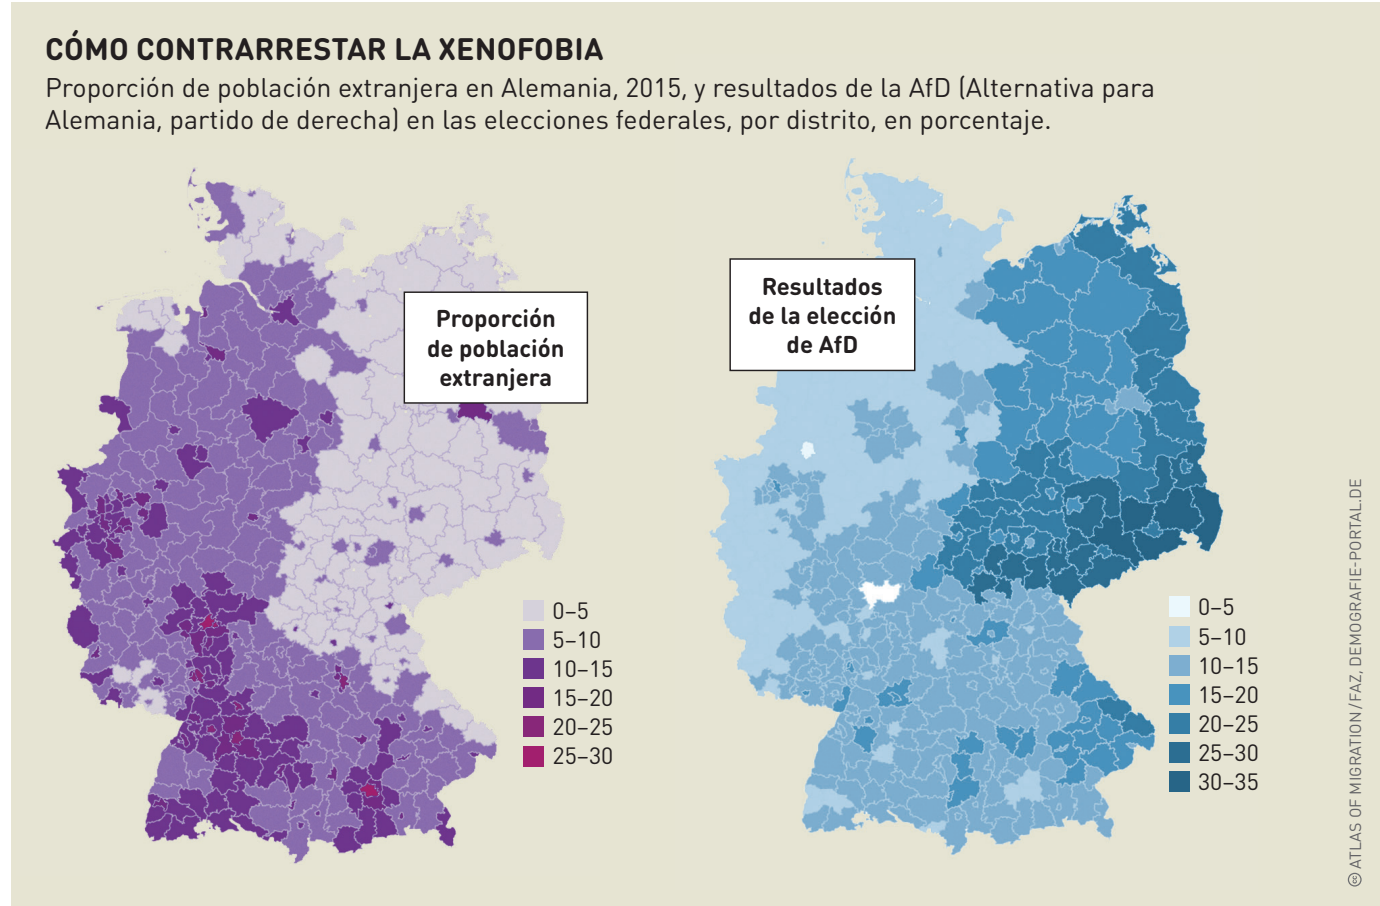 CÓMO CONTRARRESTAR LA XENOFOBIA
Proporción de población extranjera en Alemania, 2015, y resultados de la AfD (Alternativa para
Alemania, partido de derecha) en las elecciones federales, por distrito, en porcentaje.
Proporción
de población
extranjera
0–5
5–10
10–15
15–20
20–25
25–30
Resultados
de la elección
de AfD
0–5
5–10
10–15
15–20
20–25
25–30
30–35
ATLAS OF MIGRATION/FAZ, DEMOGRAFIE-PORTAL.DE